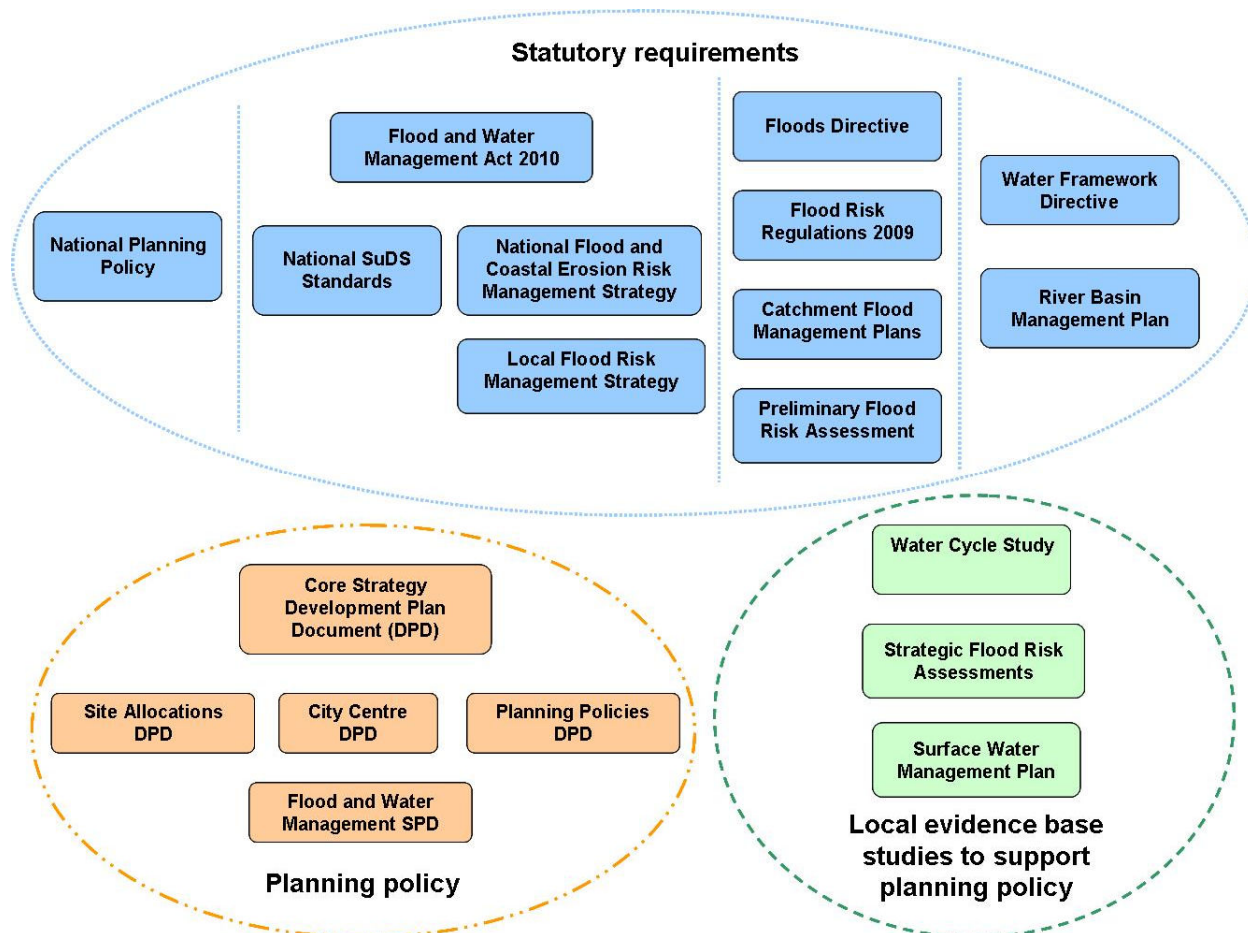 Statutory requirements
National Planning
Policy
Flood and Water
Management Act 2010
National SuDS
Standards
National Flood and
Coastal Erosion Risk
Management Strategy
Local Flood Risk
Management Strategy
Floods Directive
Flood Risk
Regulations 2009
Catchment Flood
Management Plans
Preliminary Flood
Risk Assessment
Water Framework
Directive
River Basin
Management Plan
Core Strategy
Development Plan
Document (DPD)
Site Allocations
DPD
City Centre
DPD
Planning Policies
DPD
Flood and Water
Management SPD
Planning policy
Water Cycle Study
Strategic Flood Risk
Assessments
Surface Water
Management Plan
Local evidence base
studies to support
planning policy